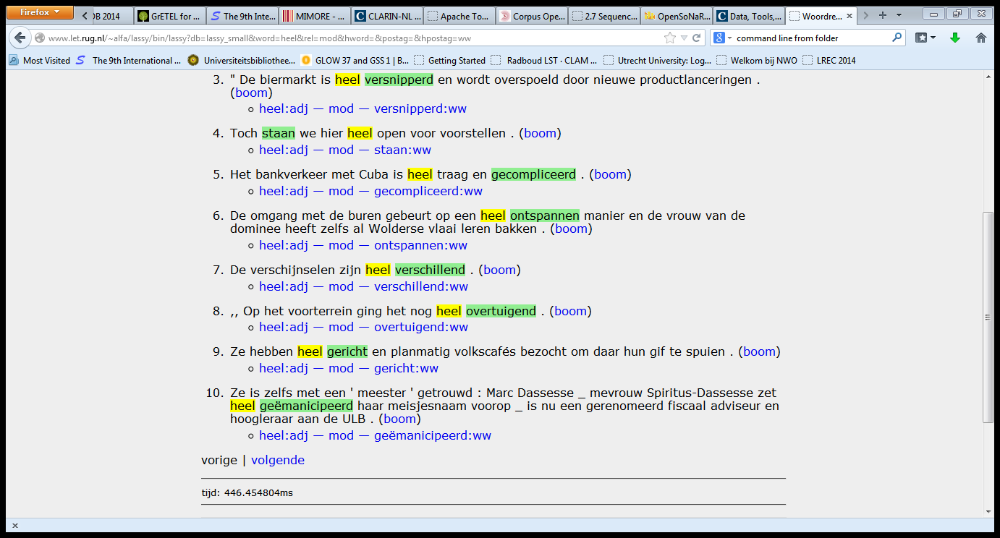 Firefox
DB 2014
GrETEL for ...
The 9th Inte...
MIMORE - ...
CLARIN-NL ...
Apache To...
Corpus Ope...
2.7 Sequenc...
OpenSoNaR...
Data, Tools,...
Woordre...
www.let.rug.nl/~alfa/lassy/bin/lassy?db=lassy_small&word=heel&rel=mod&hword=&postag=&hpostag=ww
command line from folder
Most Visited
The 9th International ...
Universiteitsbibliothee...
GLOW 37 and GSS 1 | B...
Getting Started
Radboud LST · CLAM ...
Utrecht University: Log...
Welkom bij NWO
LREC 2014
3. " De biermarkt is heel versnipperd en wordt overspoeld door nieuwe productlanceringen .
(boom)
heel:adj — mod — versnipperd:ww
4. Toch staan we hier heel open voor voorstellen . (boom)
heel:adj — mod — staan:ww
5. Het bankverkeer met Cuba is heel traag en gecompliceerd . (boom)
heel:adj — mod — gecompliceerd:ww
6. De omgang met de buren gebeurt op een heel ontspannen manier en de vrouw van de
dominee heeft zelfs al Wolderse vlaai leren bakken . (boom)
heel:adj — mod — ontspannen:ww
7. De verschijnselen zijn heel verschillend . (boom)
heel:adj — mod — verschillend:ww
8. ,, Op het voorterrein ging het nog heel overtuigend . (boom)
heel:adj — mod — overtuigend:ww
9. Ze hebben heel gericht en planmatig volkscafés bezocht om daar hun gif te spuien . (boom)
heel:adj — mod — gericht:ww
10. Ze is zelfs met een ' meester ' getrouwd : Marc Dassesse _ mevrouw Spiritus-Dassesse zet
heel geëmanicipeerd haar meisjesnaam voorop _ is nu een gerenomeerd fiscaal adviseur en
hoogleraar aan de ULB . (boom)
heel:adj — mod — geëmanicipeerd:ww
vorige | volgende
tijd: 446.454804ms